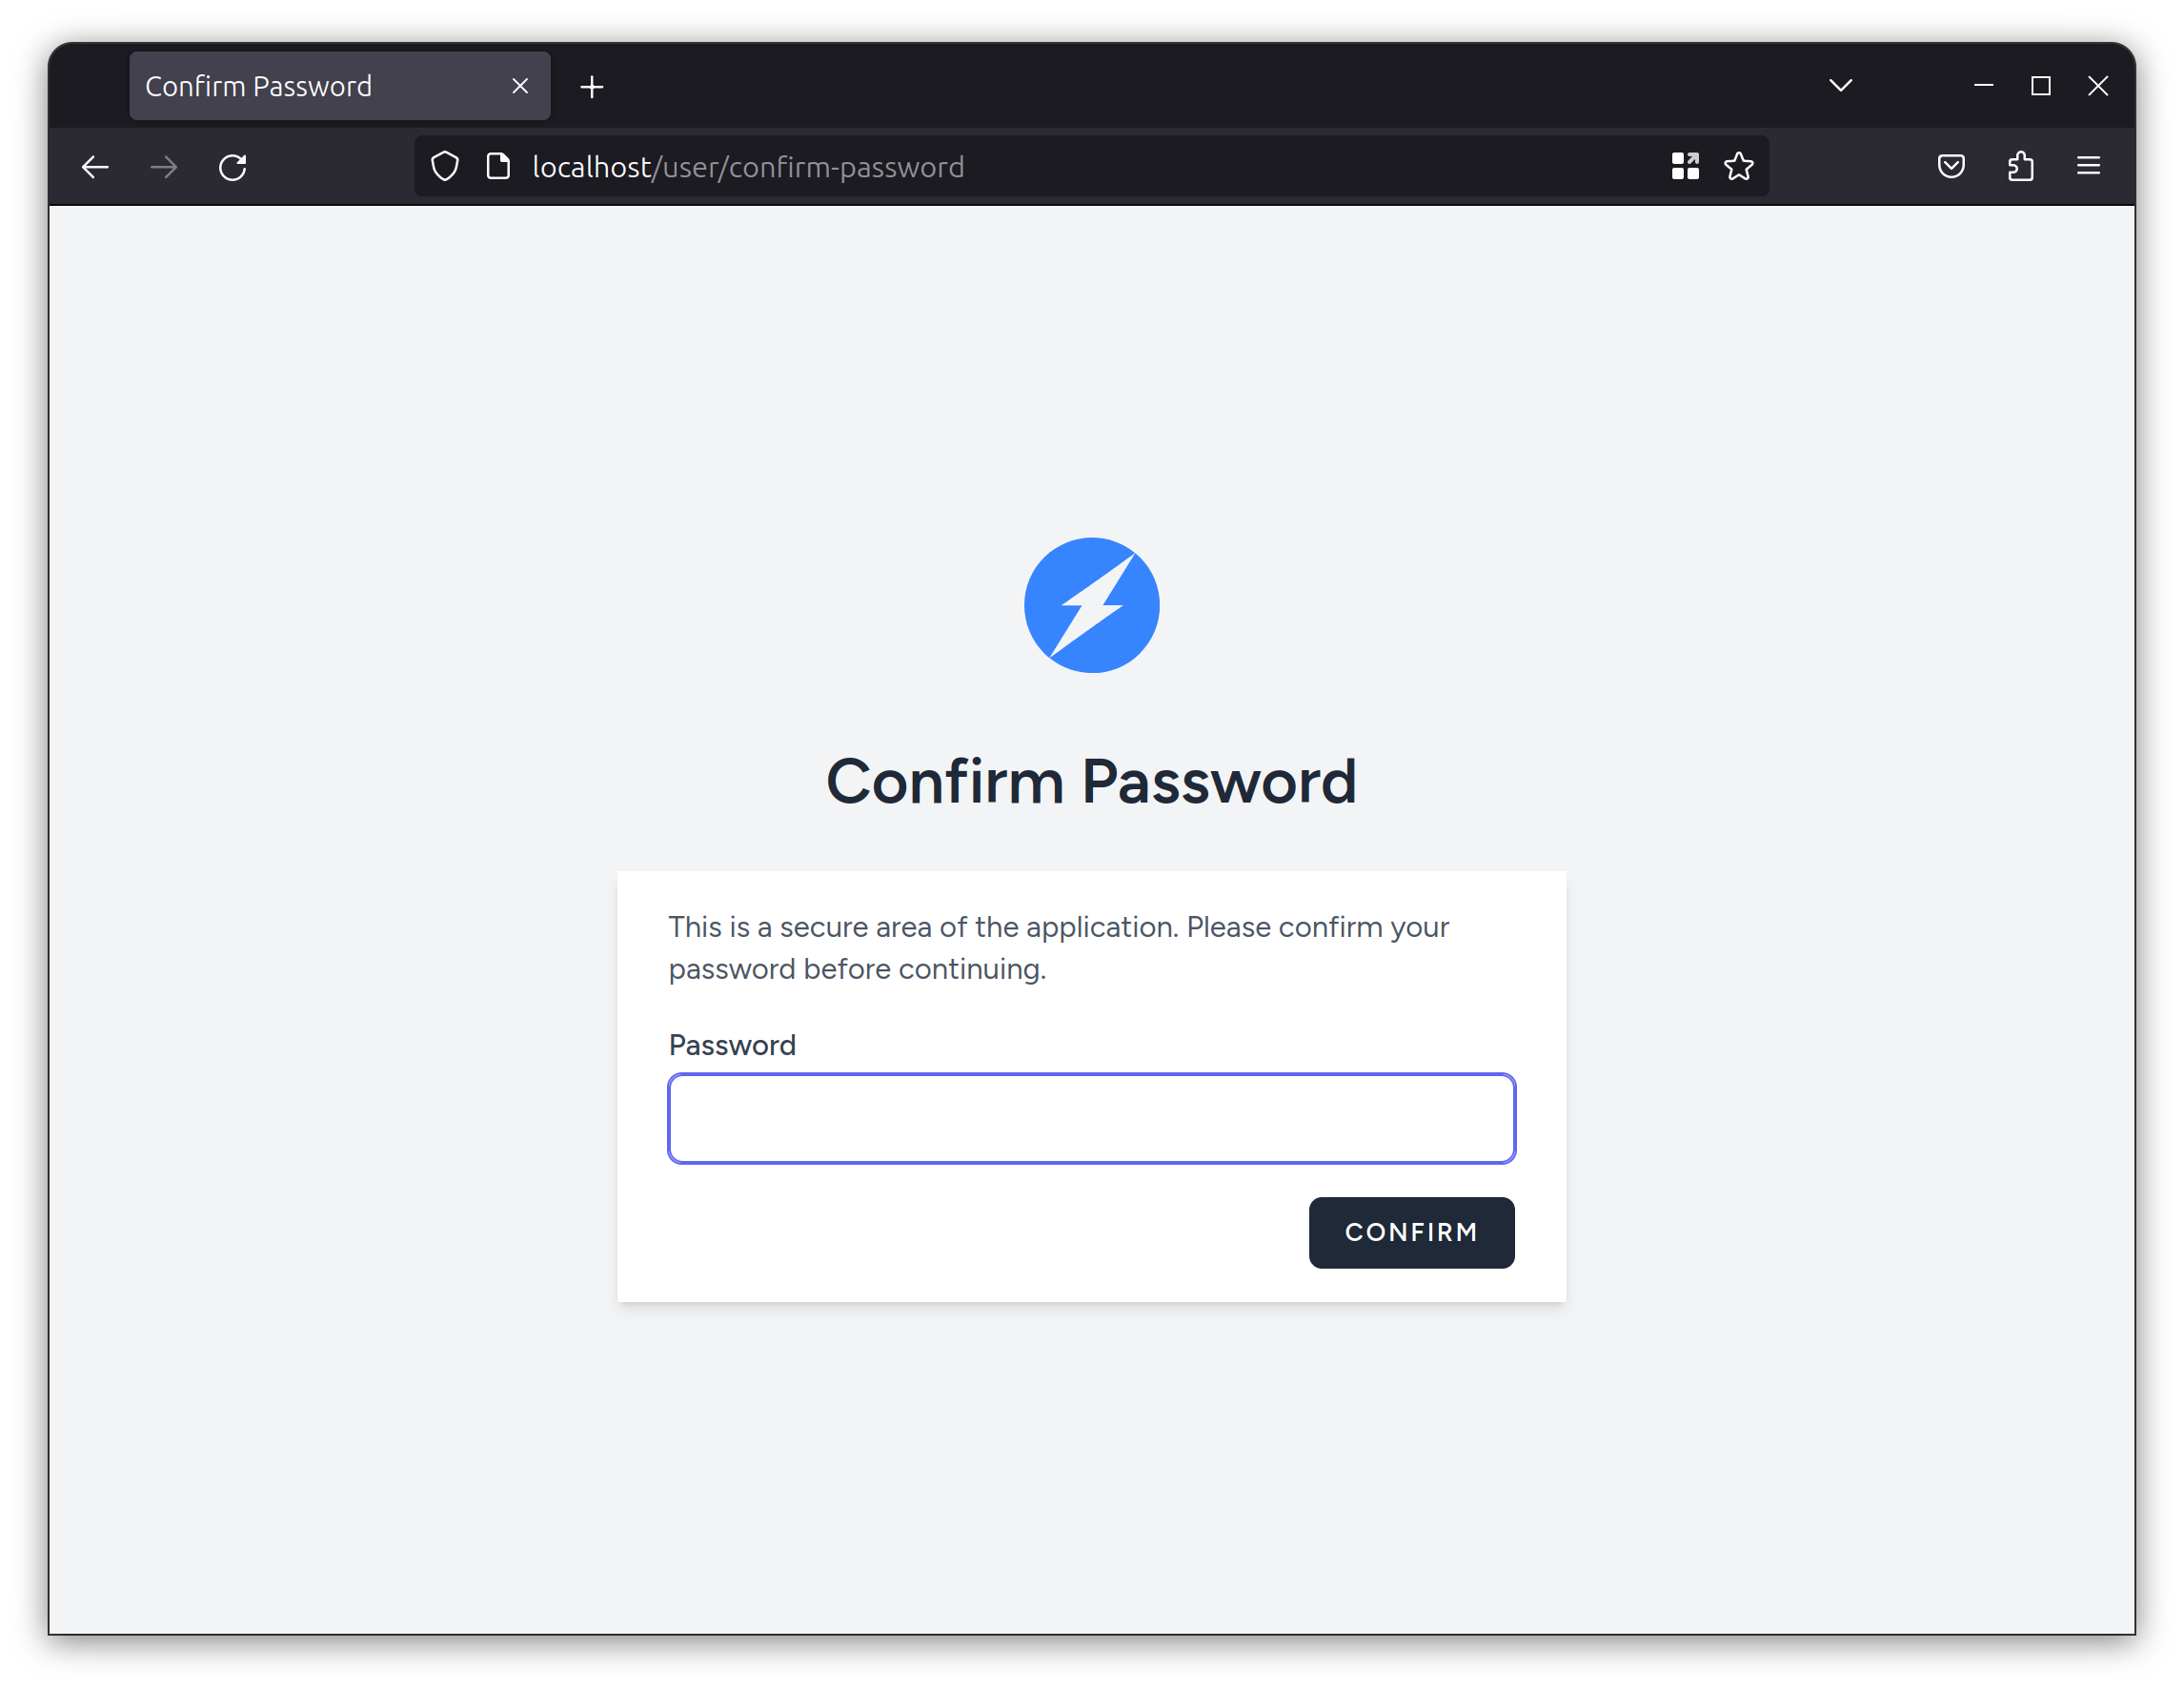 Confirm Password
localhost/user/confirm-password
Confirm Password
This is a secure area of the application. Please confirm your
password before continuing.
Password
CONFIRM